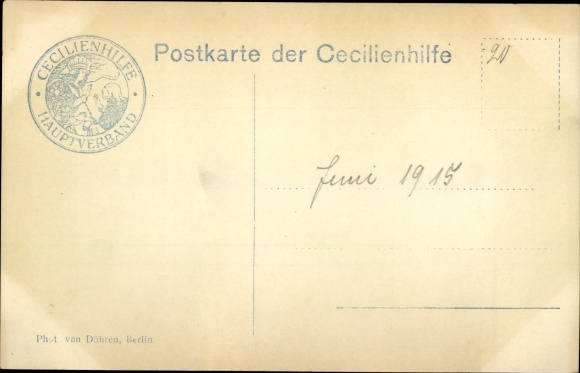 CECILIENHILFE
HAUPTVERBAND
Postkarte der Cecilienhilfe
20
Juni 1915
Phot van Dühren, Berlin.